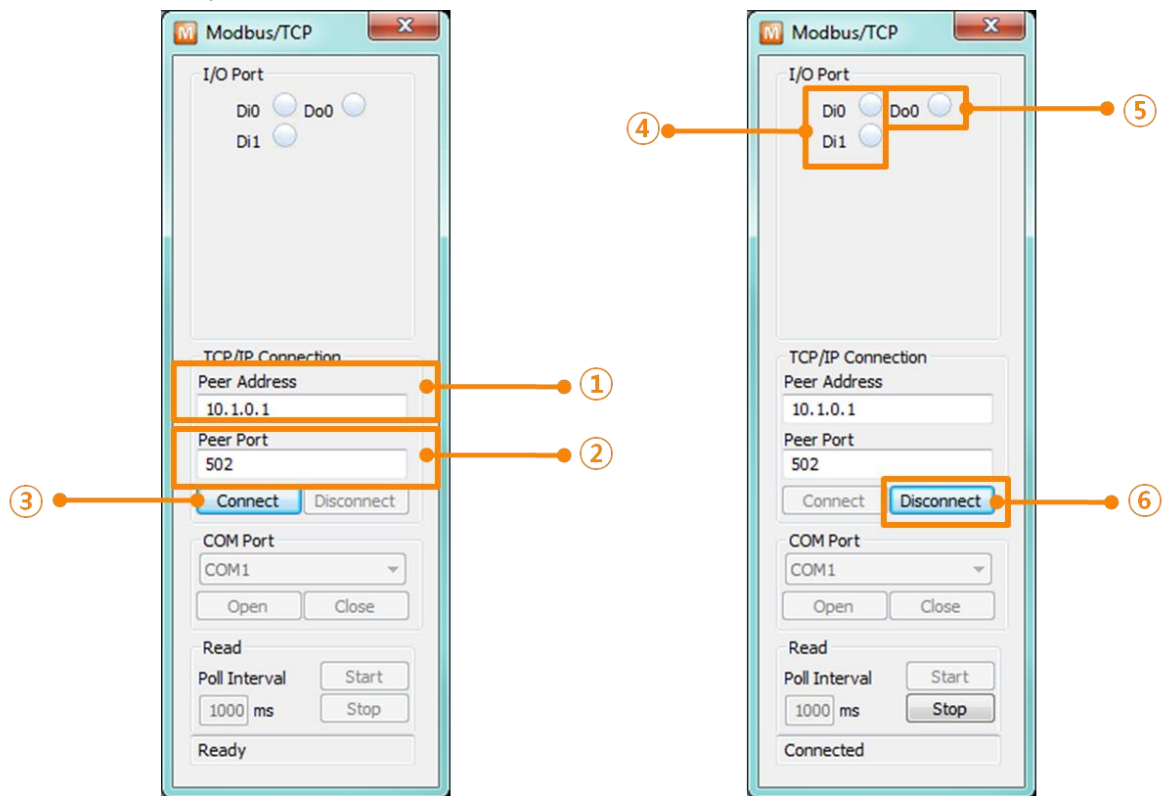 Modbus/TCP
I/O Port
Di0 Do0
Di1
TCP/IP Connection
Peer Address
10.1.0.1
①
Peer Port
502
②
③
Connect Disconnect
COM Port
COM1
Open Close
Read
Poll Interval Start
1000 ms Stop
Ready
Modbus/TCP
I/O Port
④
Di0 Do0
⑤
Di1
TCP/IP Connection
Peer Address
10.1.0.1
Peer Port
502
Connect Disconnect
⑥
COM Port
COM1
Open Close
Read
Poll Interval Start
1000 ms Stop
Connected